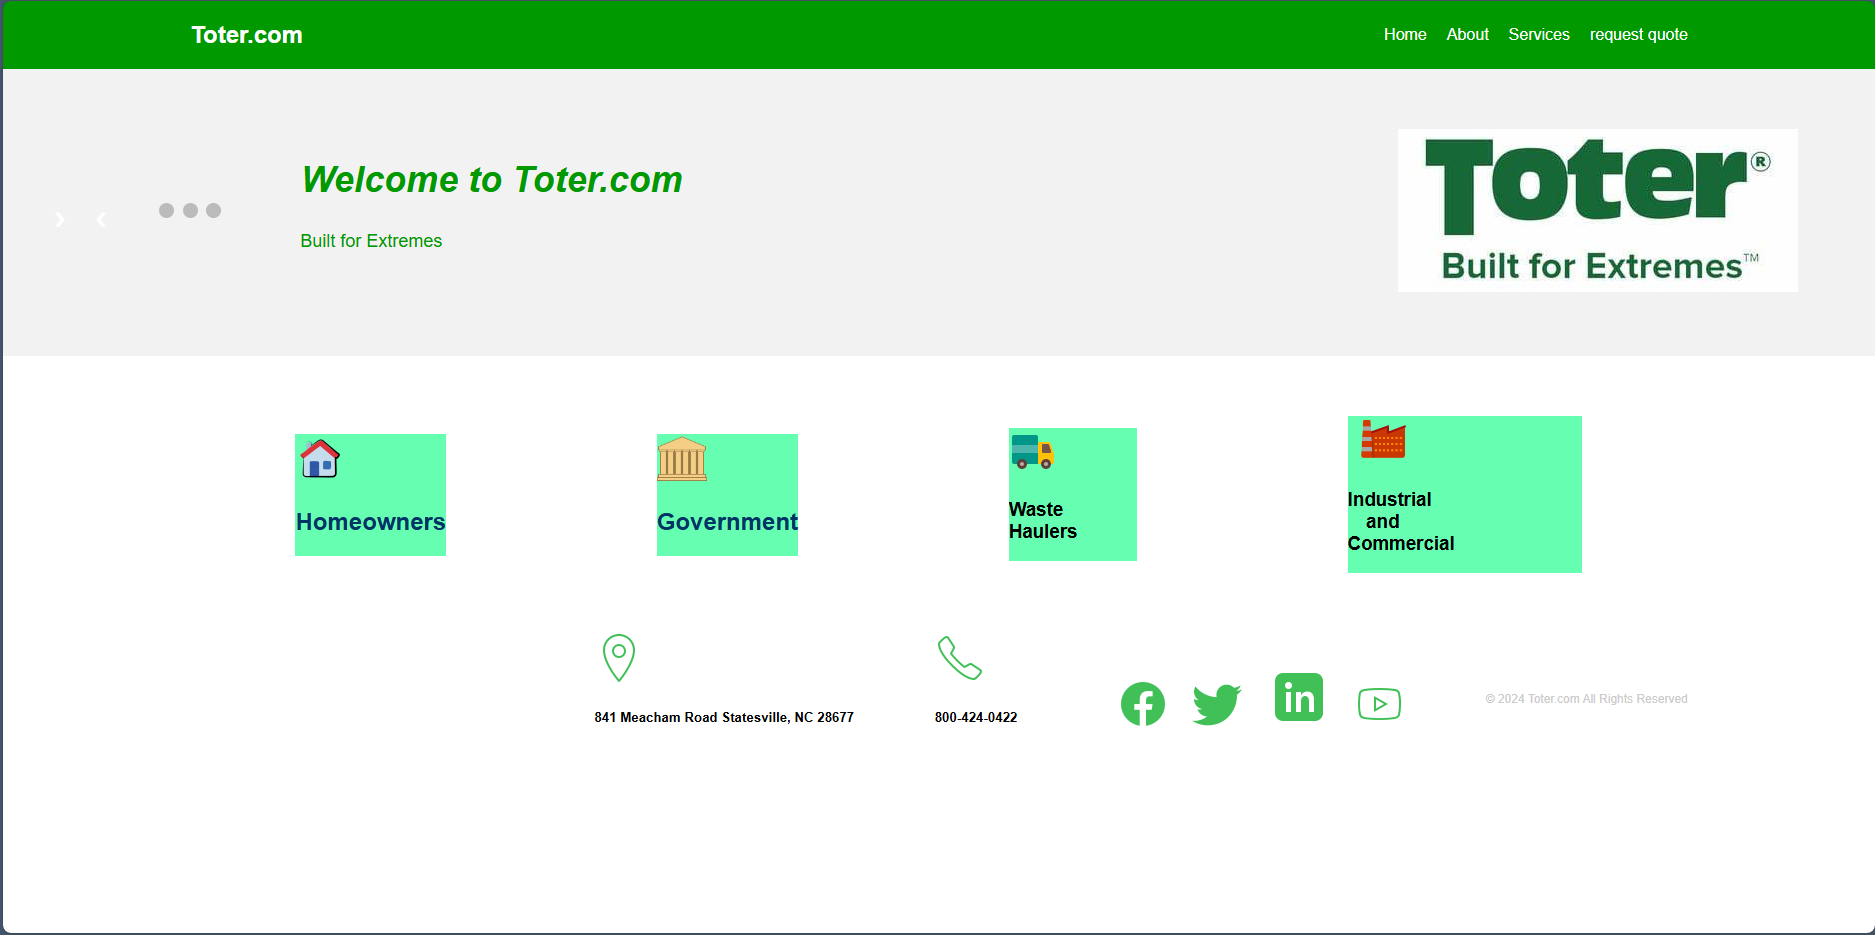 Toter.com
Home About Services request quote
Welcome to Toter.com
Built for Extremes
Toter®
Built for Extremes™
Homeowners
Government
Waste
Haulers
Industrial
and
Commercial
841 Meacham Road Statesville, NC 28677
800-424-0422
© 2024 Toter.com All Rights Reserved